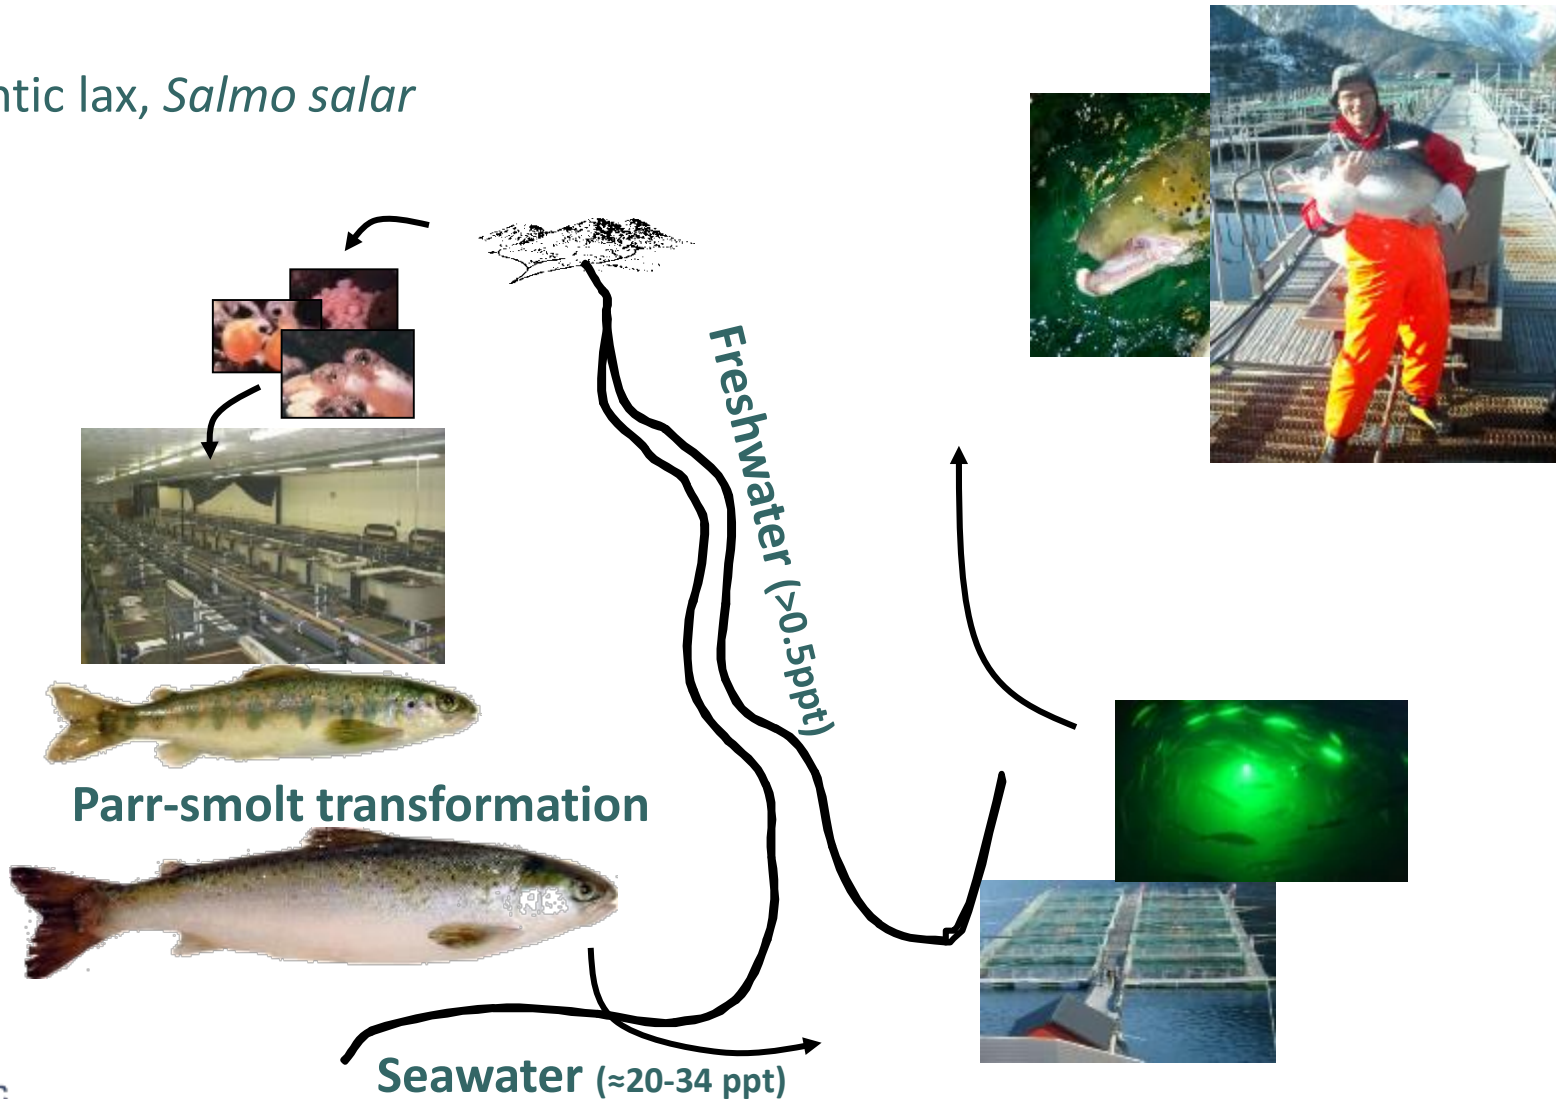 ntic lax, Salmo salar
Freshwater (>0.5ppt)
Parr-smolt transformation
Seawater (≈20-34 ppt)